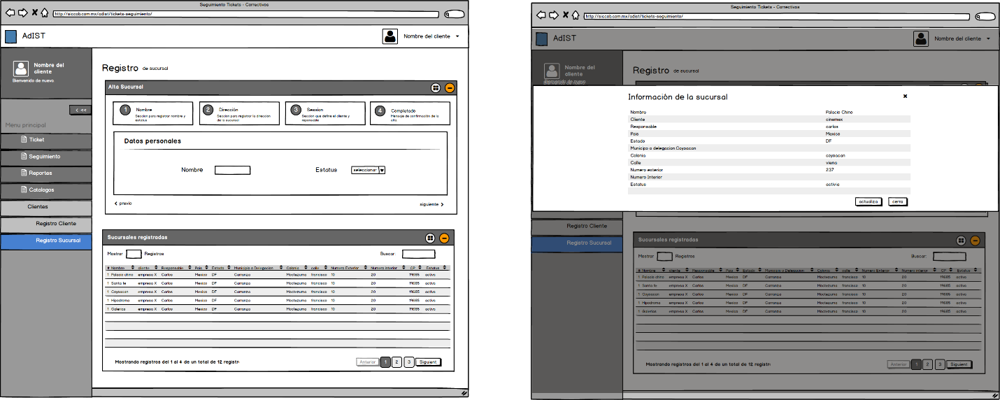 Seguimiento Tickets - Correctivos
http://siccob.com.mx/adist/tickets-seguimiento/
AdIST
Nombre del cliente
Nombre del
cliente
Bienvenido de nuevo
< <<
Menu principal
Ticket
Seguimiento
Reportes
Catalogos
Clientes
Registro Cliente
Registro Sucursal
Registro de sucursal
Alta Sucursal
1 Nombre
Seccion para registrar nombre y
estatus
2 Dirección
Seccion para registrar la direccion
de la sucursal
3 Session
Seccion que define el cliente y
reponsable
4 Completado
Mensaje de confirmación de la
alta
Datos personales
Nombre Estatus seleccionar
< previo siguiente >
Sucursales registradas
Mostrar Registros Buscar:
# Nombre cliente Responsable Pais Estado Municipio o Delegacion Colonia calle Numero Exterior Numero interior CP Estatus
1 Palacio chino empresa X Carlos Mexico DF Carranza Moctezuma francisco 10 20 19685 activo
1 Santa fe empresa X Carlos Mexico DF Carranza Moctezuma francisco 10 20 19685 activo
1 Coyoacan empresa X Carlos Mexico DF Carranza Moctezuma francisco 10 20 19685 activo
1 Hipodromo empresa X Carlos Mexico DF Carranza Moctezuma francisco 10 20 19685 activo
1 Galerias empresa X Carlos Mexico DF Carranza Moctezuma francisco 10 20 19685 activo
Mostrando registros del 1 al 4 de un total de 12 registr
Anterior 1 2 3 Siguient
Seguimiento Tickets - Correctivos
http://siccob.com.mx/adist/tickets-seguimiento/
AdIST
Nombre del cliente
Nombre del
cliente
Bienvenido de nuevo
Registro de sucursal
Información de la sucursal
Nombre Palacio Chino
Cliente cinemex
Responsable carlos
Pais Mexico
Estado DF
Municipo o delegacion Coyoacan
Colonia coyoacan
Calle viena
Numero exterior 237
Numero Interior
Estatus activio
actualiza cerra
Registro Cliente
Registro Sucursal
Sucursales registradas
Mostrar Registros Buscar:
# Nombre cliente Responsable Pais Estado Municipio o Delegacion Colonia calle Numero Exterior Numero interior CP Estatus
1 Palacio chino empresa X Carlos Mexico DF Carranza Moctezuma francisco 10 20 19685 activo
1 Santa fe empresa X Carlos Mexico DF Carranza Moctezuma francisco 10 20 19685 activo
1 Coyoacan empresa X Carlos Mexico DF Carranza Moctezuma francisco 10 20 19685 activo
1 Hipodromo empresa X Carlos Mexico DF Carranza Moctezuma francisco 10 20 19685 activo
1 Galerias empresa X Carlos Mexico DF Carranza Moctezuma francisco 10 20 19685 activo
Mostrando registros del 1 al 4 de un total de 12 registr
Anterior 1 2 3 Siguient